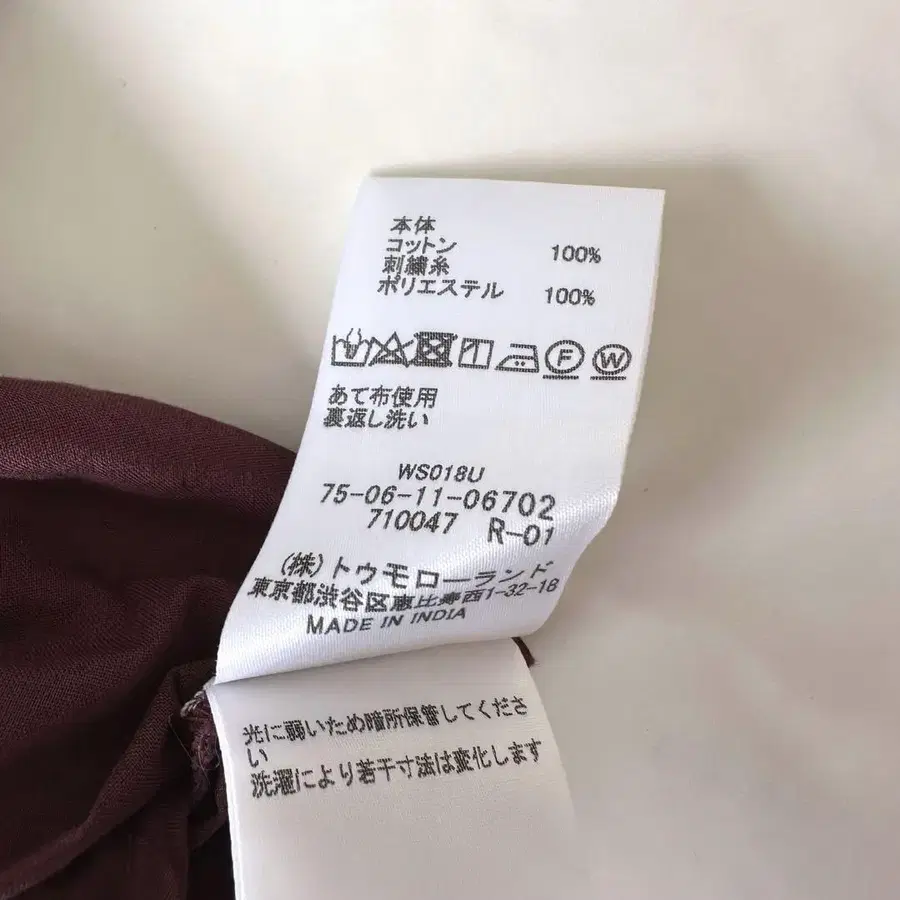 本体
コットン 100%
刺繍糸
ポリエステル 100%
F W
あて布使用
裏返し洗い
WS018U
75-06-11-06702
710047 R-01
(株)トゥモローランド
東京都渋谷区恵比寿西1-32-18
MADE IN INDIA
光に弱いため暗所保管してくださ
い
洗濯により若干寸法は変化します